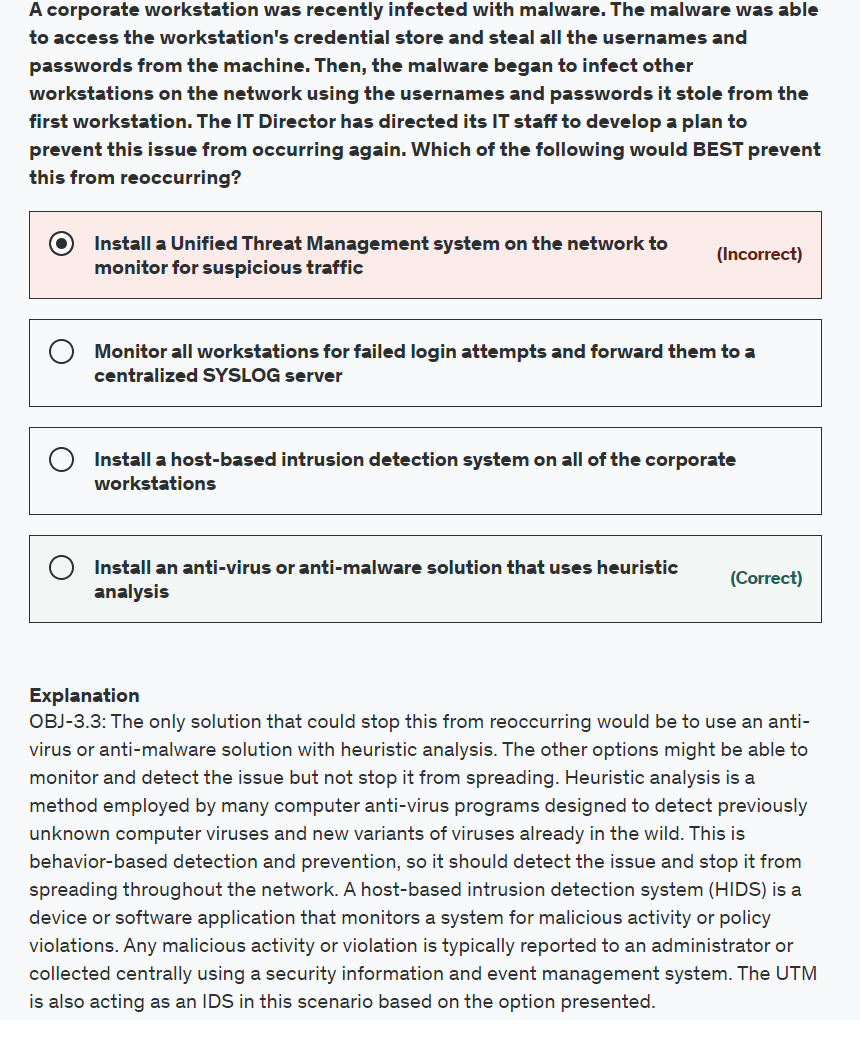 A corporate workstation was recently infected with malware. The malware was able
to access the workstation's credential store and steal all the usernames and
passwords from the machine. Then, the malware began to infect other
workstations on the network using the usernames and passwords it stole from the
first workstation. The IT Director has directed its IT staff to develop a plan to
prevent this issue from occurring again. Which of the following would BEST prevent
this from reoccurring?
Install a Unified Threat Management system on the network to
monitor for suspicious traffic
(Incorrect)
Monitor all workstations for failed login attempts and forward them to a
centralized SYSLOG server
Install a host-based intrusion detection system on all of the corporate
workstations
Install an anti-virus or anti-malware solution that uses heuristic
analysis
(Correct)
Explanation
OBJ-3.3: The only solution that could stop this from reoccurring would be to use an anti-
virus or anti-malware solution with heuristic analysis. The other options might be able to
monitor and detect the issue but not stop it from spreading. Heuristic analysis is a
method employed by many computer anti-virus programs designed to detect previously
unknown computer viruses and new variants of viruses already in the wild. This is
behavior-based detection and prevention, so it should detect the issue and stop it from
spreading throughout the network. A host-based intrusion detection system (HIDS) is a
device or software application that monitors a system for malicious activity or policy
violations. Any malicious activity or violation is typically reported to an administrator or
collected centrally using a security information and event management system. The UTM
is also acting as an IDS in this scenario based on the option presented.